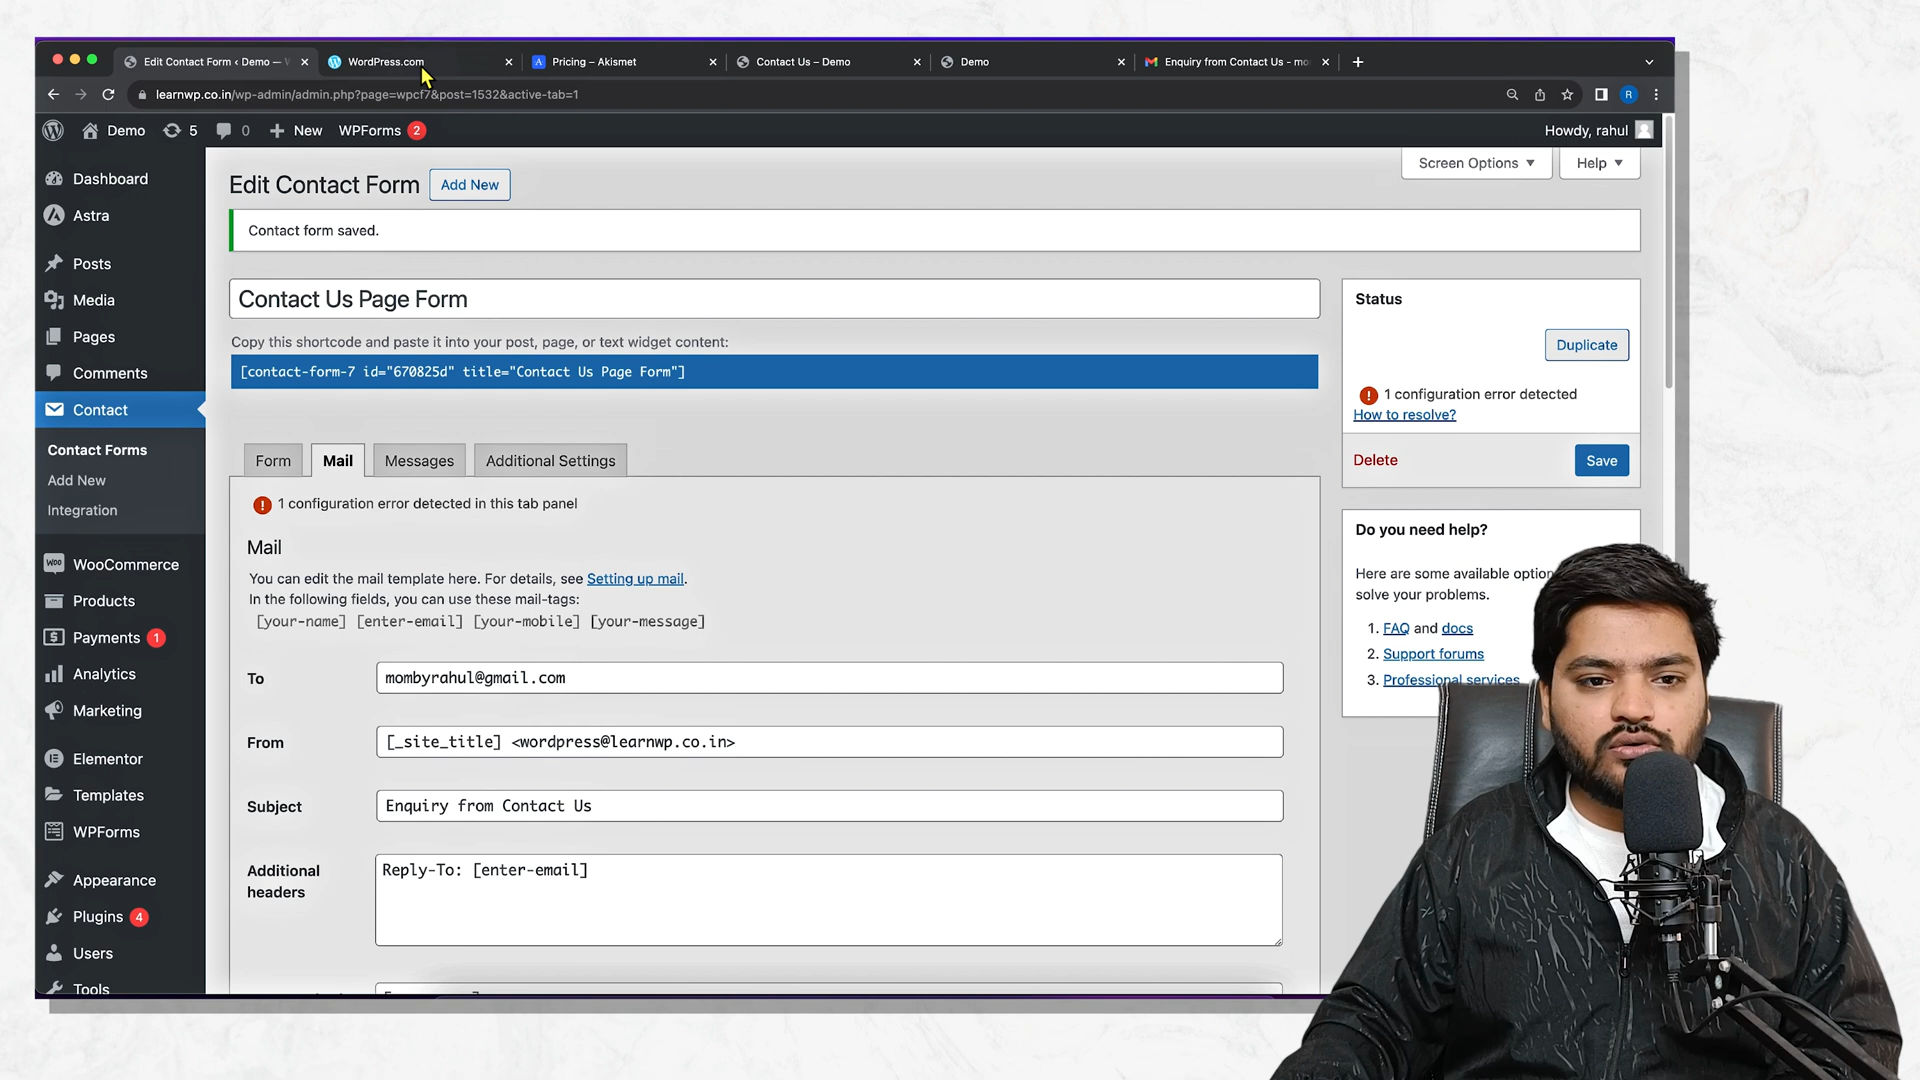 Edit Contact Form ‹ Demo —
WordPress.com
Pricing – Akismet
Contact Us – Demo
Demo
Enquiry from Contact Us - mo
learnwp.co.in/wp-admin/admin.php?page=wpcf7&post=1532&active-tab=1
R
Demo
5
0
New
WPForms 2
Howdy, rahul
Screen Options
Help
Dashboard
Astra
Posts
Media
Pages
Comments
Contact
Contact Forms
Add New
Integration
WooCommerce
Products
Payments 1
Analytics
Marketing
Elementor
Templates
WPForms
Appearance
Plugins 4
Users
Tools
Edit Contact Form
Add New
Contact form saved.
Contact Us Page Form
Copy this shortcode and paste it into your post, page, or text widget content:
[contact-form-7 id="670825d" title="Contact Us Page Form"]
Form
Mail
Messages
Additional Settings
1 configuration error detected in this tab panel
Mail
You can edit the mail template here. For details, see Setting up mail.
In the following fields, you can use these mail-tags:
[your-name] [enter-email] [your-mobile] [your-message]
To
mombyrahul@gmail.com
From
[_site_title] <wordpress@learnwp.co.in>
Subject
Enquiry from Contact Us
Additional headers
Reply-To: [enter-email]
Status
Duplicate
1 configuration error detected
How to resolve?
Delete
Save
Do you need help?
Here are some available optio
solve your problems.
1. FAQ and docs
2. Support forums
3. Professional services